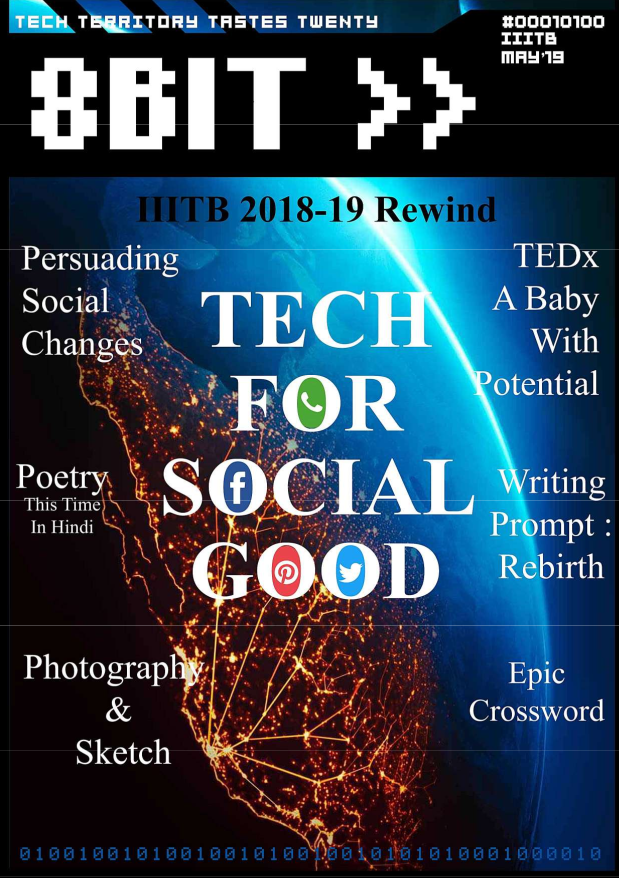 TECH TERRITORY TASTES TWENTY
#00010100
IIITB
MAY'19
8BIT >>
IIITB 2018-19 Rewind
Persuading
Social
Changes
TEDx
A Baby
With
Potential
TECH
FOR
SOCIAL
GOOD
Poetry
This Time
In Hindi
Writing
Prompt :
Rebirth
Photography
&
Sketch
Epic
Crossword